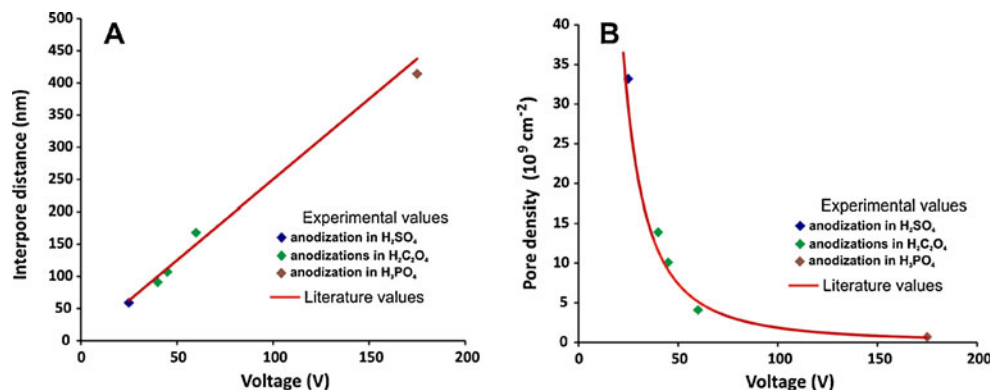 A
Interpore distance (nm)
500
450
400
350
300
250
200
150
100
50
0
0 50 100 150 200
Voltage (V)
Experimental values
anodization in H₂SO₄
anodizations in H₂C₂O₄
anodization in H₃PO₄
Literature values
B
Pore density (10⁹ cm⁻²)
40
35
30
25
20
15
10
5
0
0 50 100 150 200
Voltage (V)
Experimental values
anodization in H₂SO₄
anodizations in H₂C₂O₄
anodization in H₃PO₄
Literature values